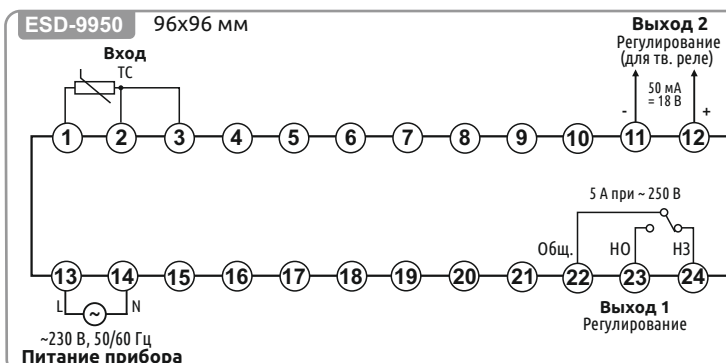 ESD-9950 96x96 мм
Вход
ТС
Выход 2
Регулирование
(для тв. реле)
50 мА
= 18 В
- +
1 2 3 4 5 6 7 8 9 10 11 12
5 А при ~ 250 В
Общ. НО НЗ
13 14 15 16 17 18 19 20 21 22 23 24
L ~ N
Выход 1
Регулирование
~230 В, 50/60 Гц
Питание прибора